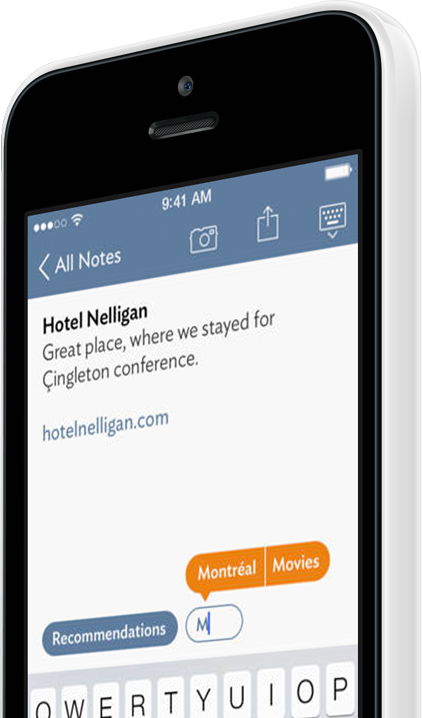 9:41 AM
All Notes
Hotel Nelligan
Great place, where we stayed for
Çingleton conference.
hotelnelligan.com
Montréal Movies
Recommendations M
Q W E R T Y U I O P